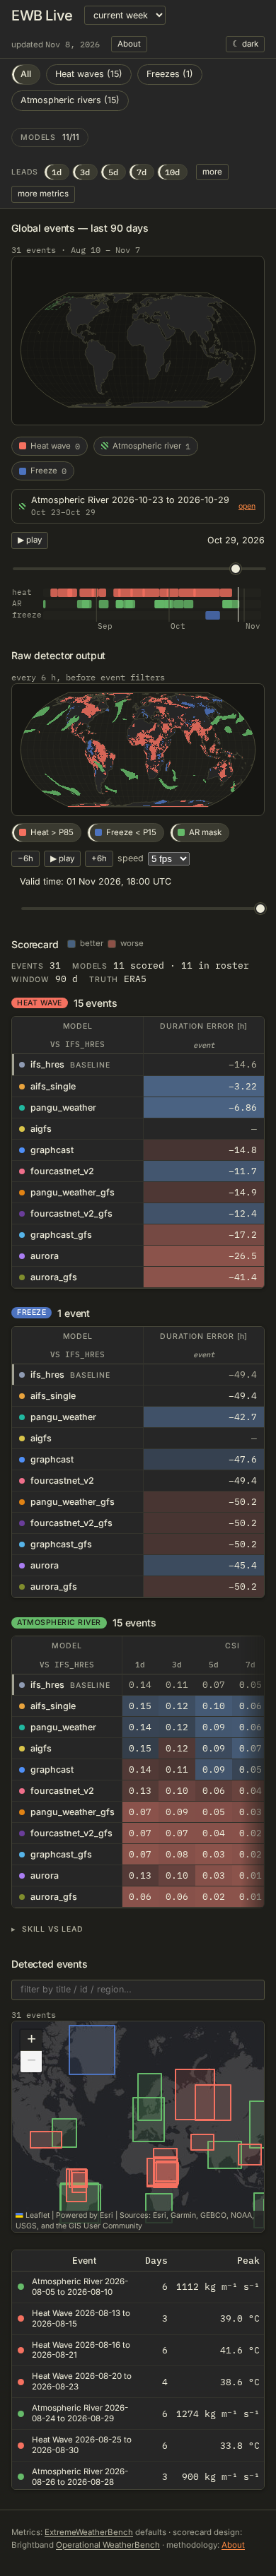 EWB Live current week
updated Nov 8, 2026 About ☾ dark
All Heat waves (15) Freezes (1)
Atmospheric rivers (15)
MODELS 11/11
LEADS 1d 3d 5d 7d 10d more
more metrics
Global events — last 90 days
31 events · Aug 10 – Nov 7
Heat wave 0 Atmospheric river 1
Freeze 0
Atmospheric River 2026-10-23 to 2026-10-29
Oct 23–Oct 29 open
▶ play Oct 29, 2026
heat
AR
freeze
Sep Oct Nov
Raw detector output
every 6 h, before event filters
Heat > P85 Freeze < P15 AR mask
−6h ▶ play +6h speed 5 fps
Valid time: 01 Nov 2026, 18:00 UTC
Scorecard better worse
EVENTS 31 MODELS 11 scored · 11 in roster
WINDOW 90 d TRUTH ERA5
HEAT WAVE 15 events
MODEL DURATION ERROR [h]
VS IFS_HRES event
ifs_hres BASELINE −14.6
aifs_single −3.22
pangu_weather −6.86
aigfs —
graphcast −14.8
fourcastnet_v2 −11.7
pangu_weather_gfs −14.9
fourcastnet_v2_gfs −12.4
graphcast_gfs −17.2
aurora −26.5
aurora_gfs −41.4
FREEZE 1 event
MODEL DURATION ERROR [h]
VS IFS_HRES event
ifs_hres BASELINE −49.4
aifs_single −49.4
pangu_weather −42.7
aigfs —
graphcast −47.6
fourcastnet_v2 −49.4
pangu_weather_gfs −50.2
fourcastnet_v2_gfs −50.2
graphcast_gfs −50.2
aurora −45.4
aurora_gfs −50.2
ATMOSPHERIC RIVER 15 events
MODEL CSI
VS IFS_HRES 1d 3d 5d 7d
ifs_hres BASELINE 0.14 0.11 0.07 0.05
aifs_single 0.15 0.12 0.10 0.06
pangu_weather 0.14 0.12 0.09 0.06
aigfs 0.15 0.12 0.09 0.07
graphcast 0.14 0.11 0.09 0.05
fourcastnet_v2 0.13 0.10 0.06 0.04
pangu_weather_gfs 0.07 0.09 0.05 0.03
fourcastnet_v2_gfs 0.07 0.07 0.04 0.02
graphcast_gfs 0.07 0.08 0.03 0.02
aurora 0.13 0.10 0.03 0.01
aurora_gfs 0.06 0.06 0.02 0.01
▸ SKILL VS LEAD
Detected events
filter by title / id / region…
31 events
+
−
Leaflet | Powered by Esri | Sources: Esri, Garmin, GEBCO, NOAA,
USGS, and the GIS User Community
Event Days Peak
Atmospheric River 2026-
08-05 to 2026-08-10 6 1112 kg m⁻¹ s⁻¹
Heat Wave 2026-08-13 to
2026-08-15 3 39.0 °C
Heat Wave 2026-08-16 to
2026-08-21 6 41.6 °C
Heat Wave 2026-08-20 to
2026-08-23 4 38.6 °C
Atmospheric River 2026-
08-24 to 2026-08-29 6 1274 kg m⁻¹ s⁻¹
Heat Wave 2026-08-25 to
2026-08-30 6 33.8 °C
Atmospheric River 2026-
08-26 to 2026-08-28 3 900 kg m⁻¹ s⁻¹
Metrics: ExtremeWeatherBench defaults · scorecard design:
Brightband Operational WeatherBench · methodology: About